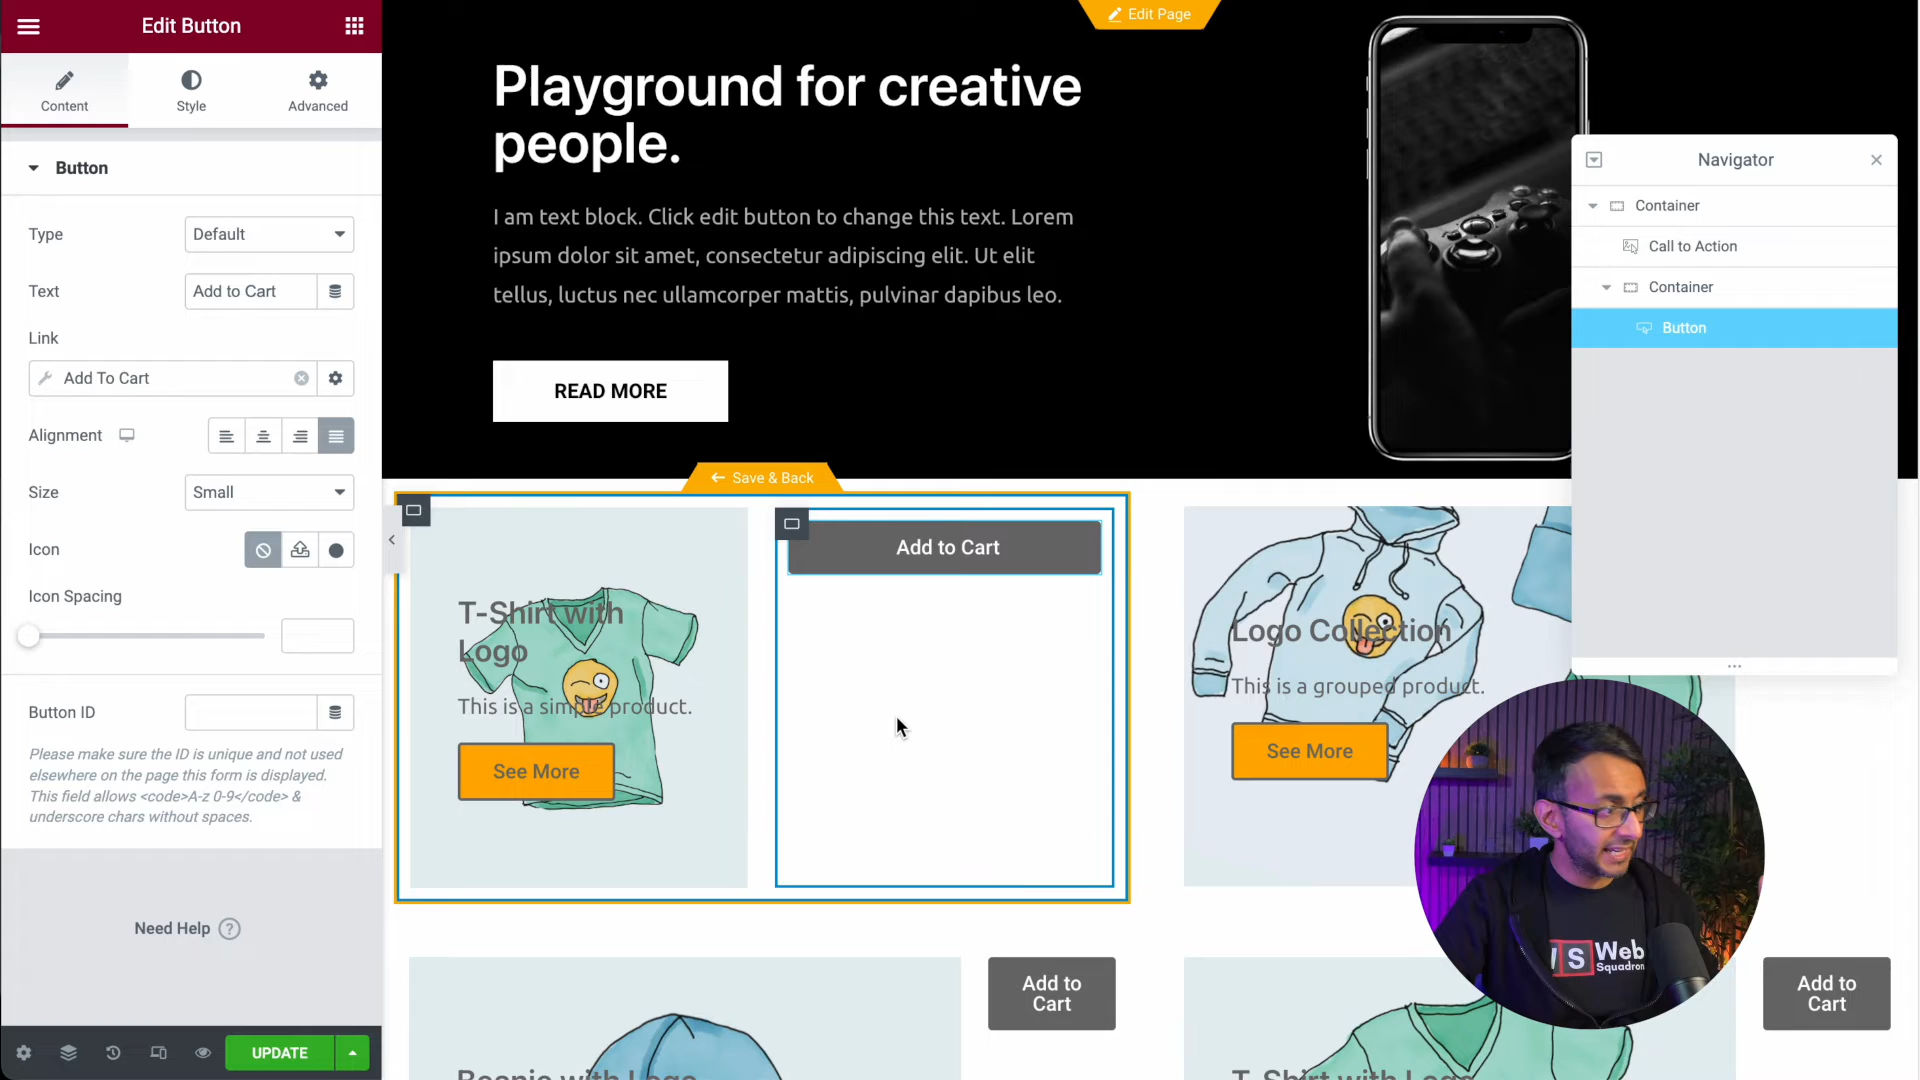 Edit Button
Content
Style
Advanced
Button
Type
Default
Text
Add to Cart
Link
Add To Cart
Alignment
Size
Small
Icon
Icon Spacing
Button ID
Please make sure the ID is unique and not used
elsewhere on the page this form is displayed.
This field allows <code>A-z 0-9</code> &
underscore chars without spaces.
Need Help ?
UPDATE
Edit Page
Playground for creative
people.
I am text block. Click edit button to change this text. Lorem
ipsum dolor sit amet, consectetur adipiscing elit. Ut elit
tellus, luctus nec ullamcorper mattis, pulvinar dapibus leo.
READ MORE
Save & Back
T-Shirt with
Logo
This is a simple product.
See More
Add to Cart
Logo Collection
This is a grouped product.
See More
Navigator
Container
Call to Action
Container
Button
Web
Squadron
Beanie with Logo
Add to
Cart
T-Shirt with Logo
Add to
Cart